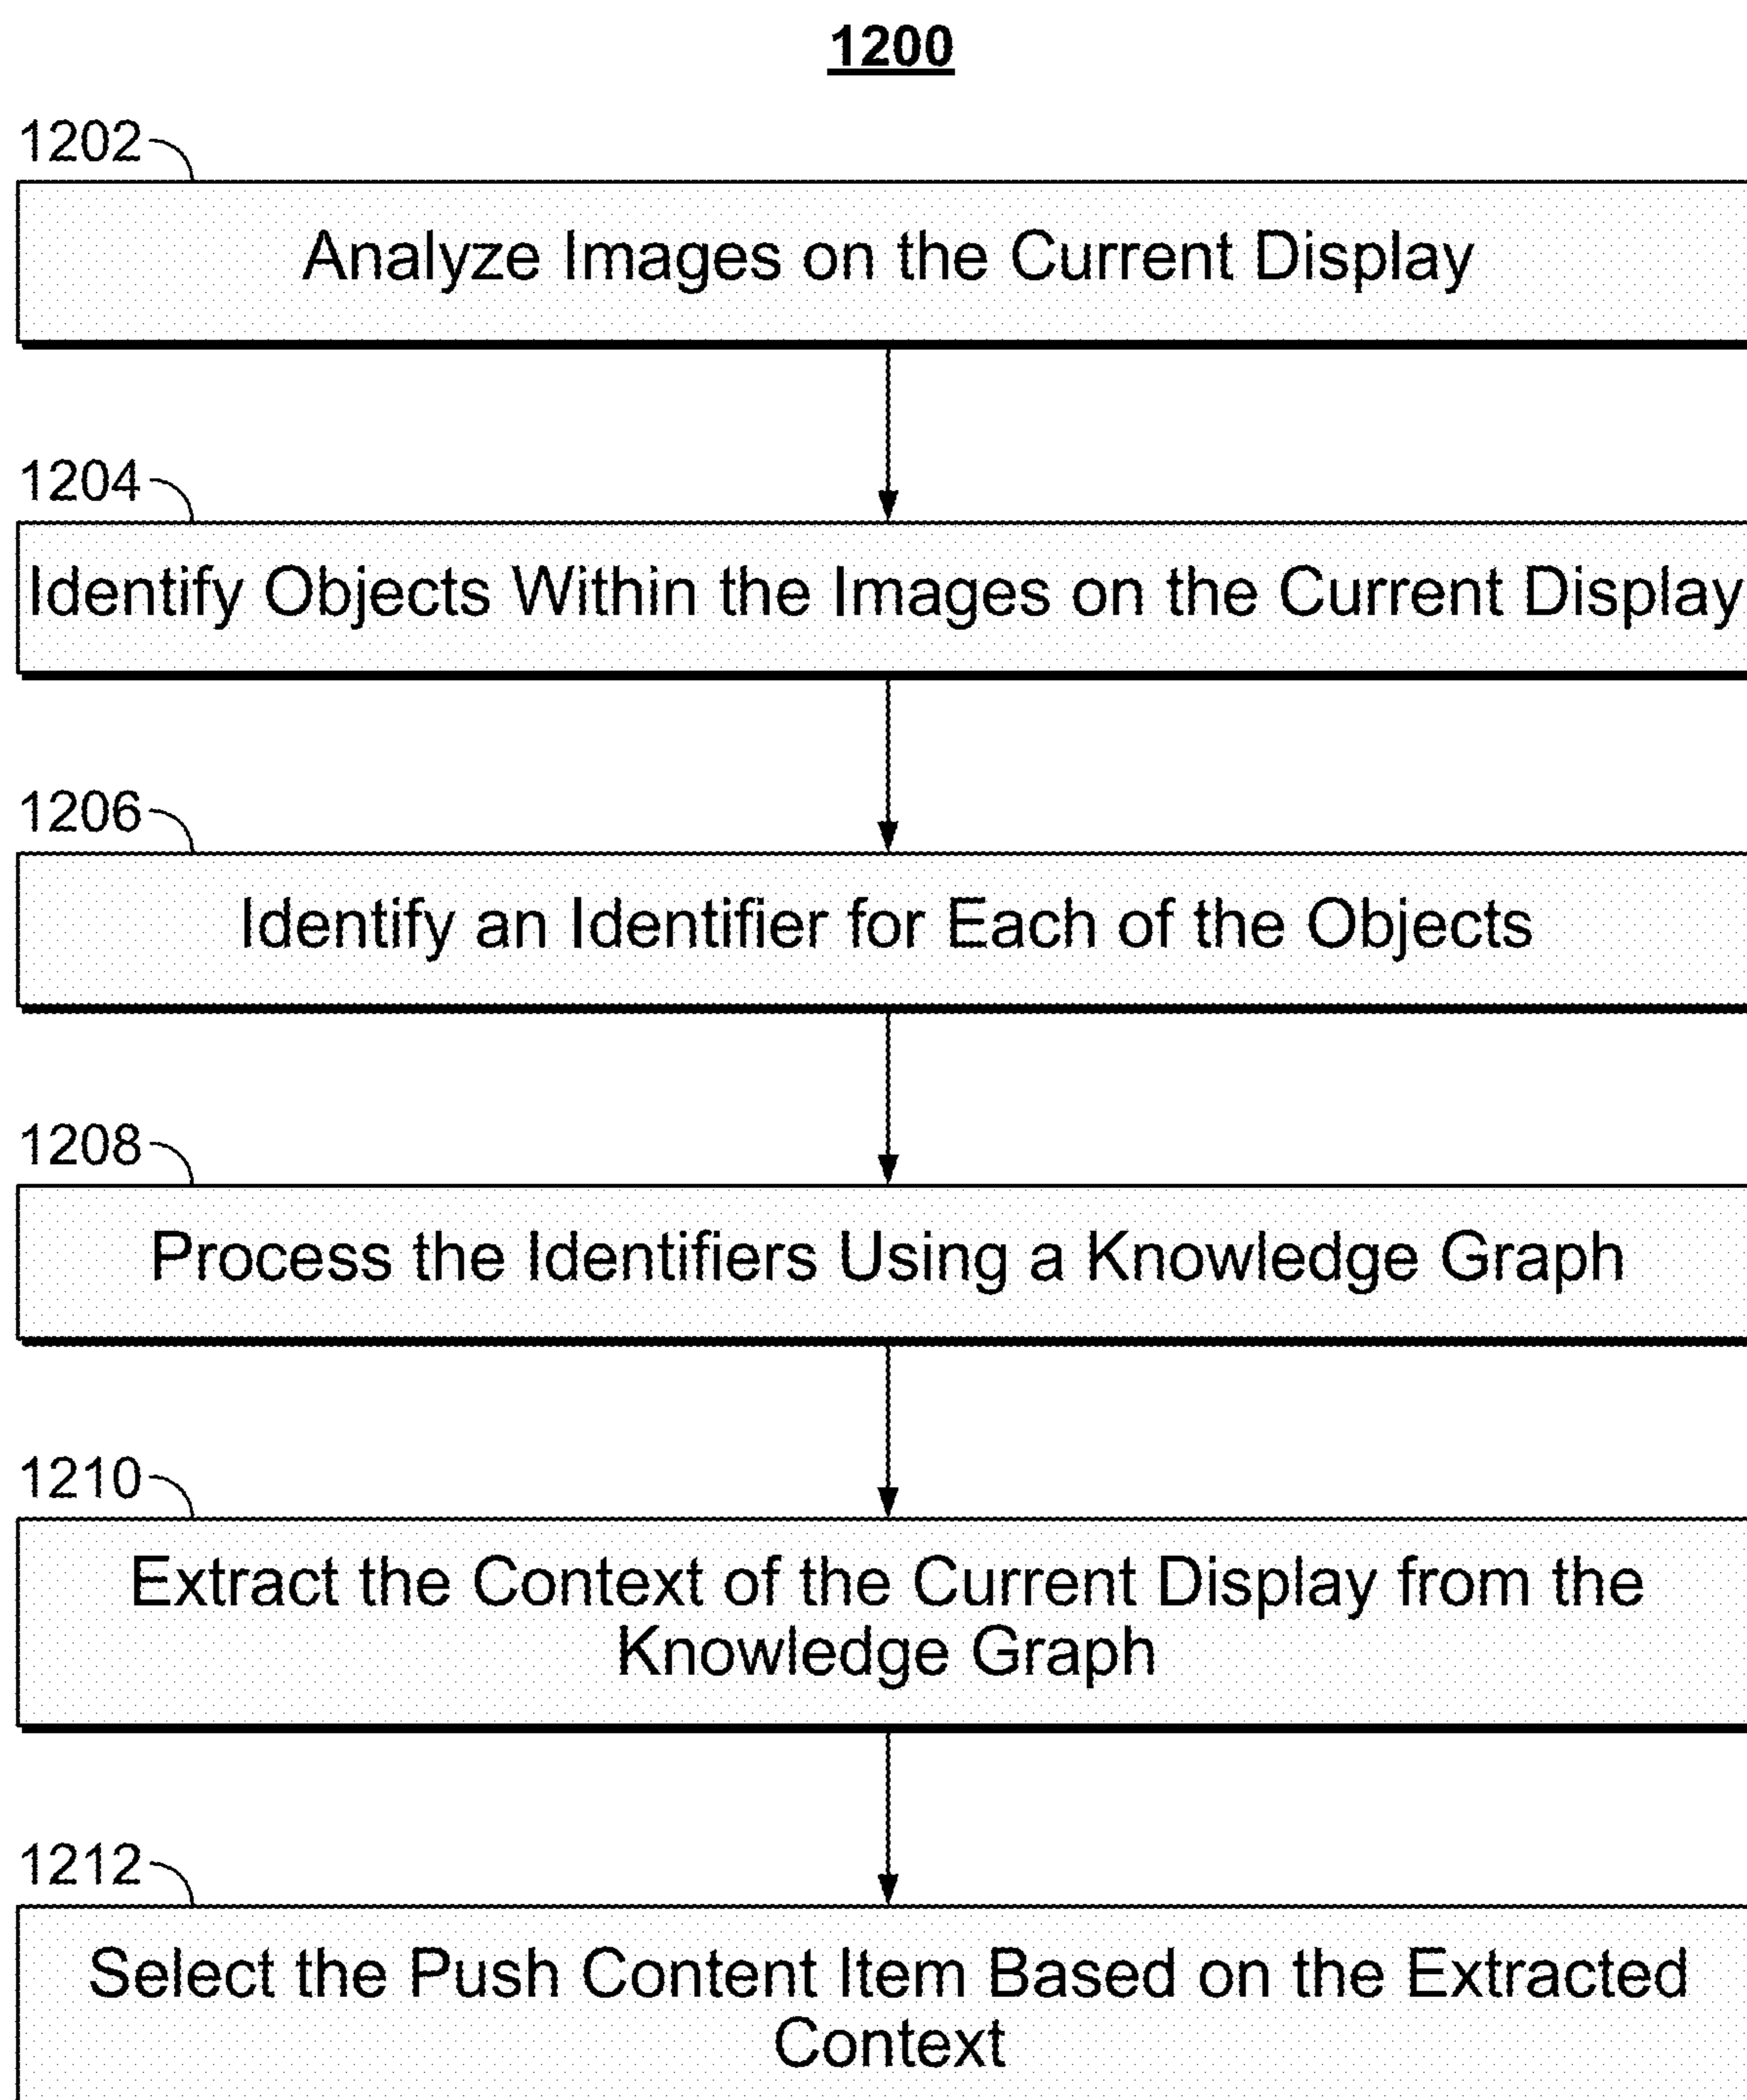 1200
1202
Analyze Images on the Current Display
1204
Identify Objects Within the Images on the Current Display
1206
Identify an Identifier for Each of the Objects
1208
Process the Identifiers Using a Knowledge Graph
1210
Extract the Context of the Current Display from the
Knowledge Graph
1212
Select the Push Content Item Based on the Extracted
Context